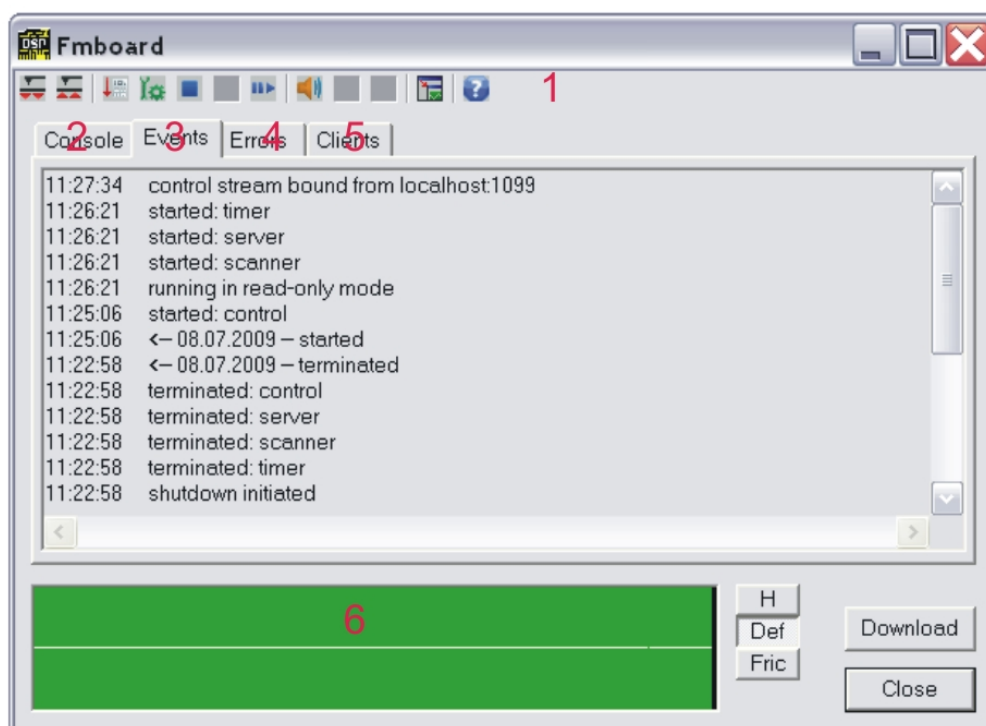 Fmboard
1
Console Events Errors Clients
2 3 4 5
11:27:34 control stream bound from localhost:1099
11:26:21 started: timer
11:26:21 started: server
11:26:21 started: scanner
11:26:21 running in read-only mode
11:25:06 started: control
11:25:06 <– 08.07.2009 – started
11:22:58 <– 08.07.2009 – terminated
11:22:58 terminated: control
11:22:58 terminated: server
11:22:58 terminated: scanner
11:22:58 terminated: timer
11:22:58 shutdown initiated
6
H
Def
Fric
Download
Close